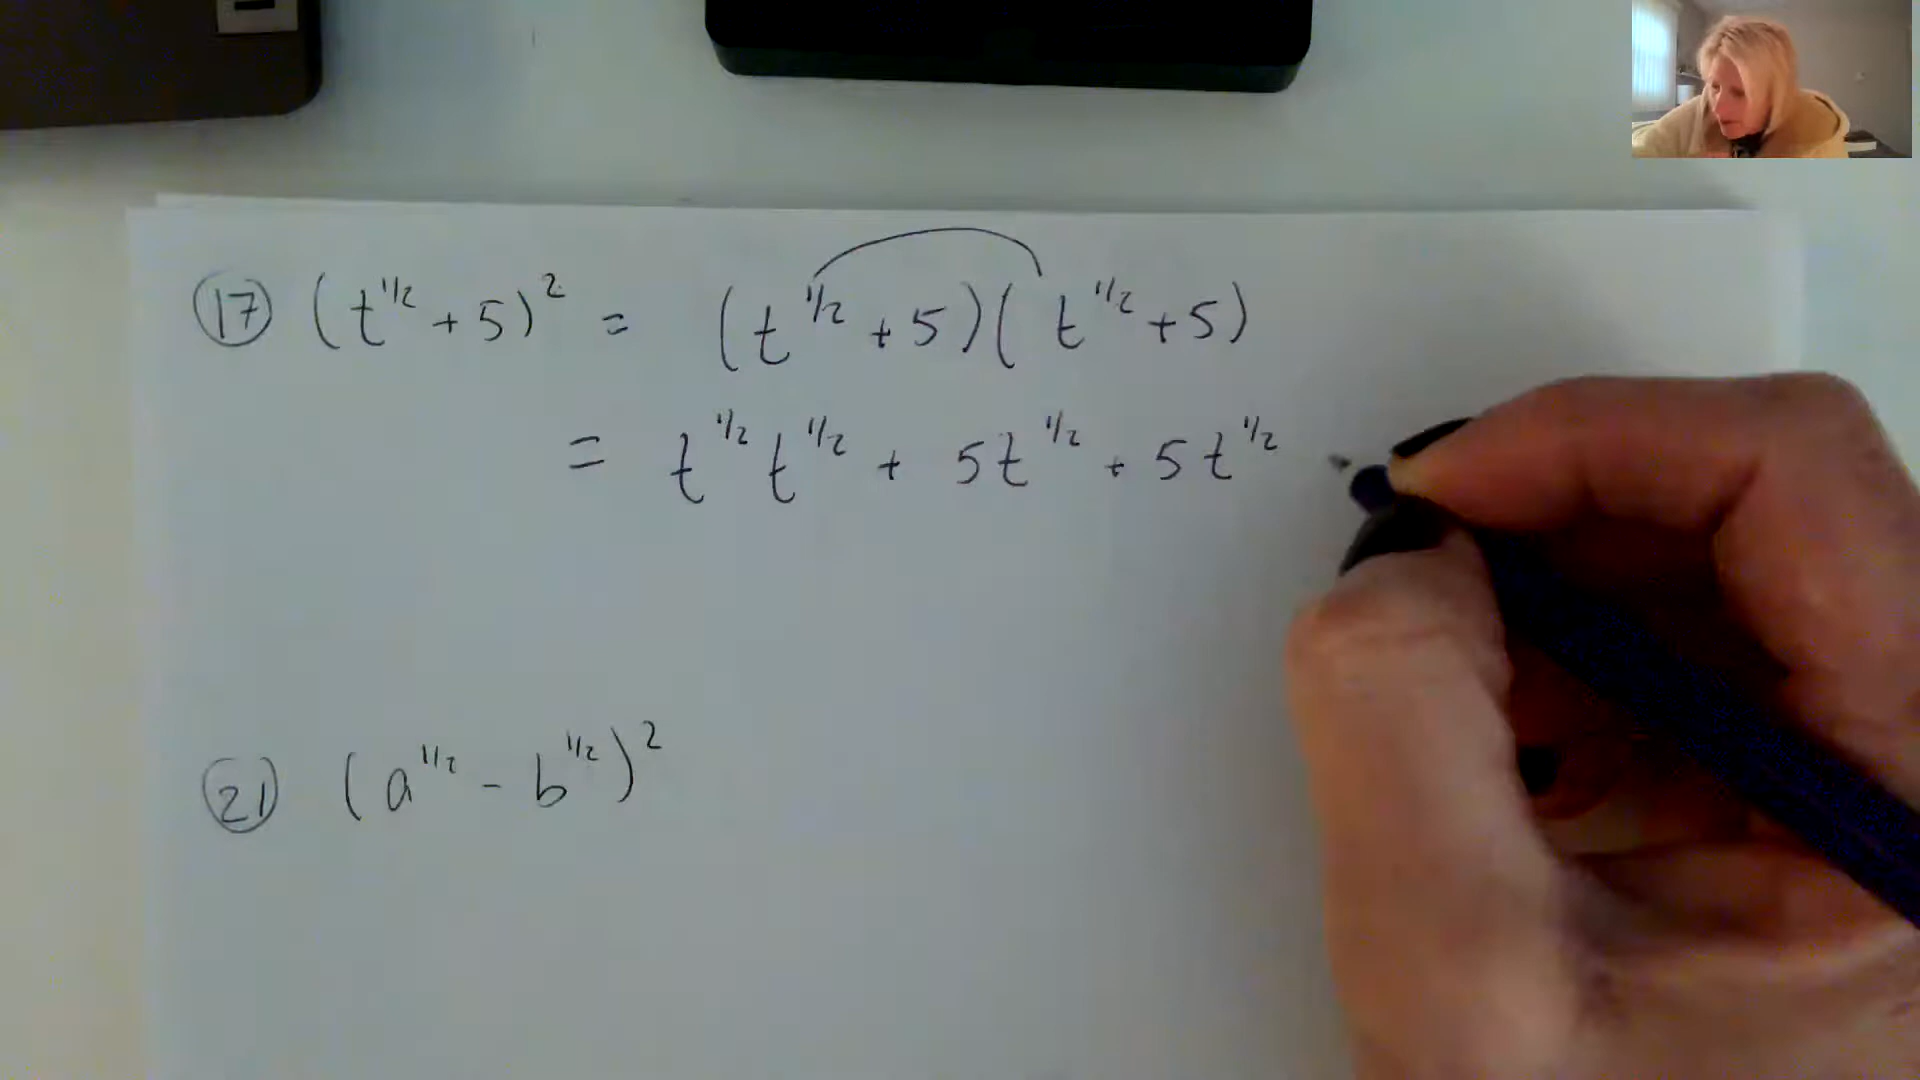 17 (t^1/2 + 5)^2 = (t^1/2 + 5)(t^1/2 + 5)
= t^1/2 t^1/2 + 5t^1/2 + 5t^1/2
21 (a^1/2 - b^1/2)^2